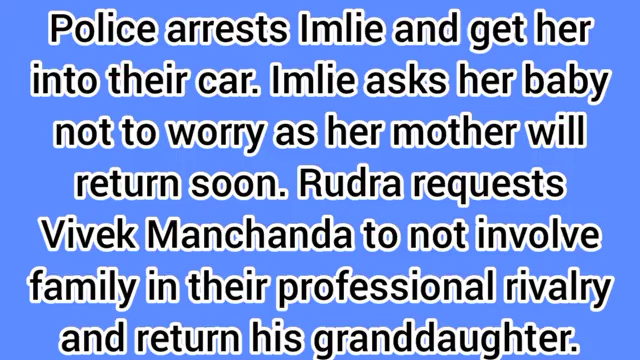 Police arrests Imlie and get her
into their car. Imlie asks her baby
not to worry as her mother will
return soon. Rudra requests
Vivek Manchanda to not involve
family in their professional rivalry
and return his granddaughter.